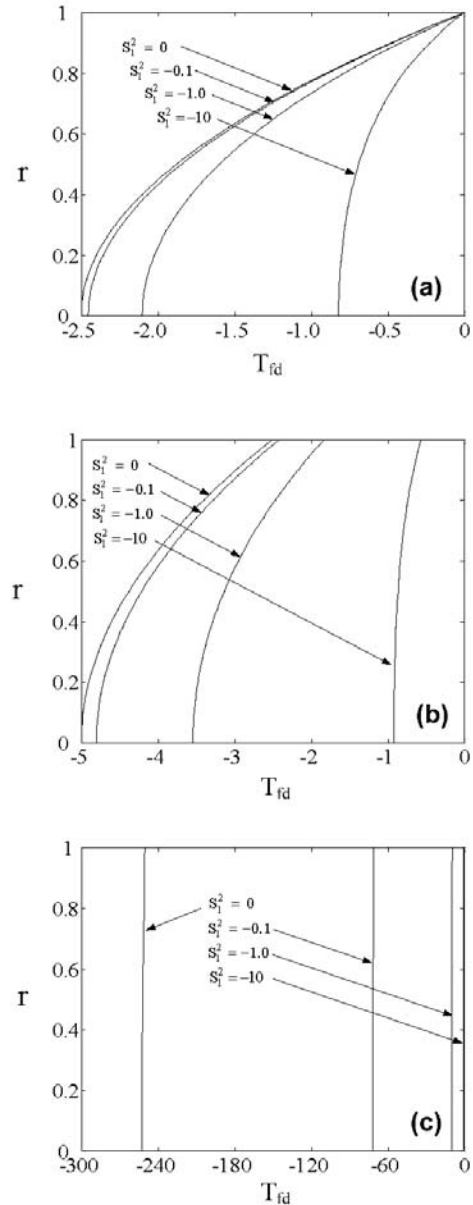 1
S₁² = 0
S₁² = −0.1
0.8
S₁² = −1.0
S₁² = −10
0.6
r
0.4
0.2
(a)
0
-2.5 -2.0 -1.5 -1.0 -0.5 0
T_fd
1
S₁² = 0
0.8
S₁² = −0.1
S₁² = −1.0
S₁² = −10
0.6
r
0.4
0.2
(b)
0
-5 -4 -3 -2 -1 0
T_fd
1
S₁² = 0
0.8
S₁² = −0.1
S₁² = −1.0
0.6
S₁² = −10
r
0.4
0.2
(c)
0
-300 -240 -180 -120 -60 0
T_fd